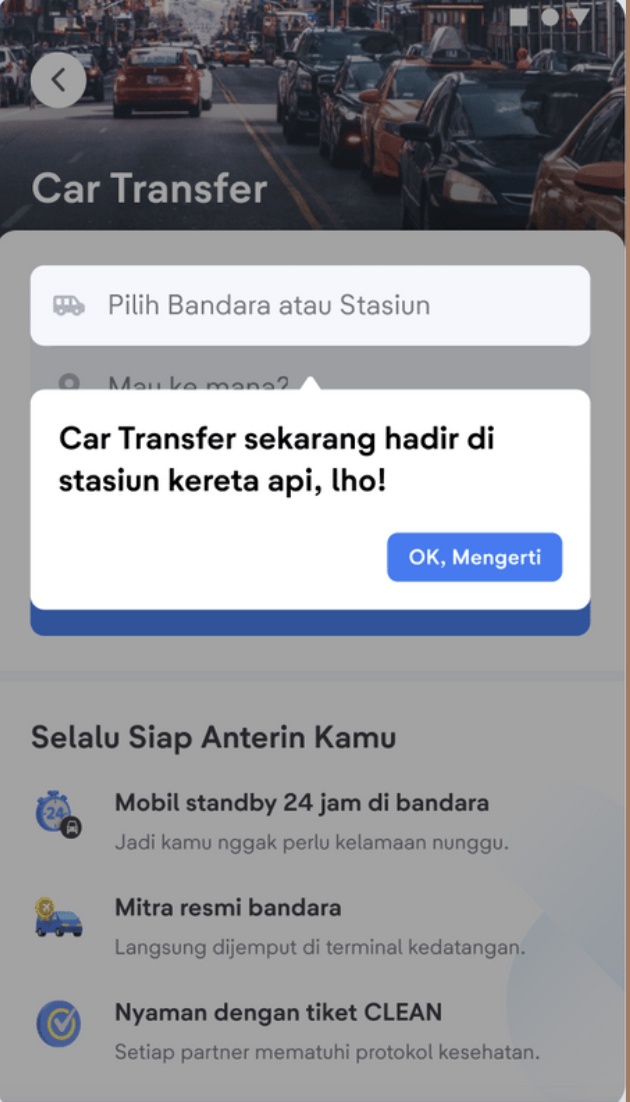 Car Transfer
Pilih Bandara atau Stasiun
Mau ke mana?
Car Transfer sekarang hadir di
stasiun kereta api, lho!
OK, Mengerti
Selalu Siap Anterin Kamu
24
Mobil standby 24 jam di bandara
Jadi kamu nggak perlu kelamaan nunggu.
Mitra resmi bandara
Langsung dijemput di terminal kedatangan.
Nyaman dengan tiket CLEAN
Setiap partner mematuhi protokol kesehatan.